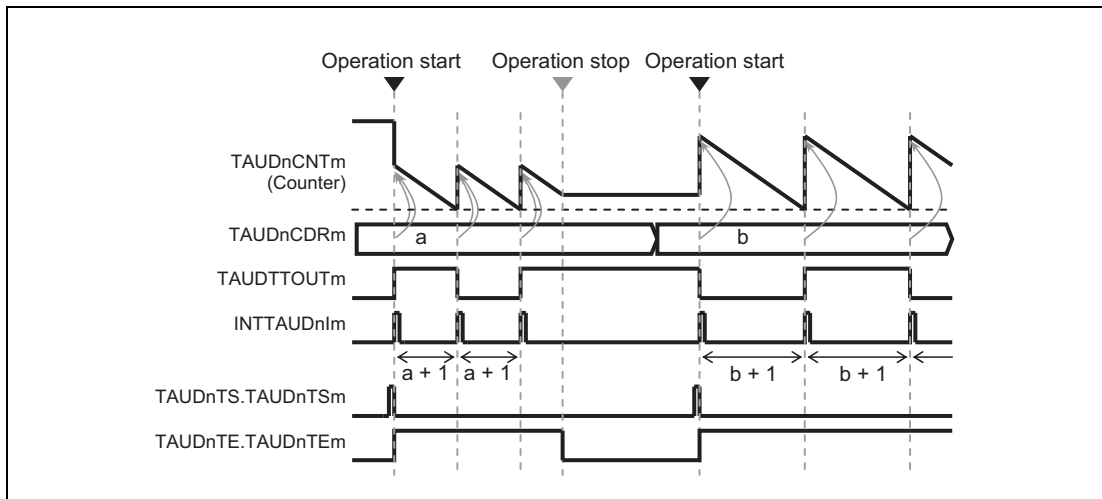 Operation start Operation stop Operation start
TAUDnCNTm
(Counter)
TAUDnCDRm a b
TAUDTTOUTm
INTTAUDnIm
a + 1 a + 1 b + 1 b + 1
TAUDnTS.TAUDnTSm
TAUDnTE.TAUDnTEm